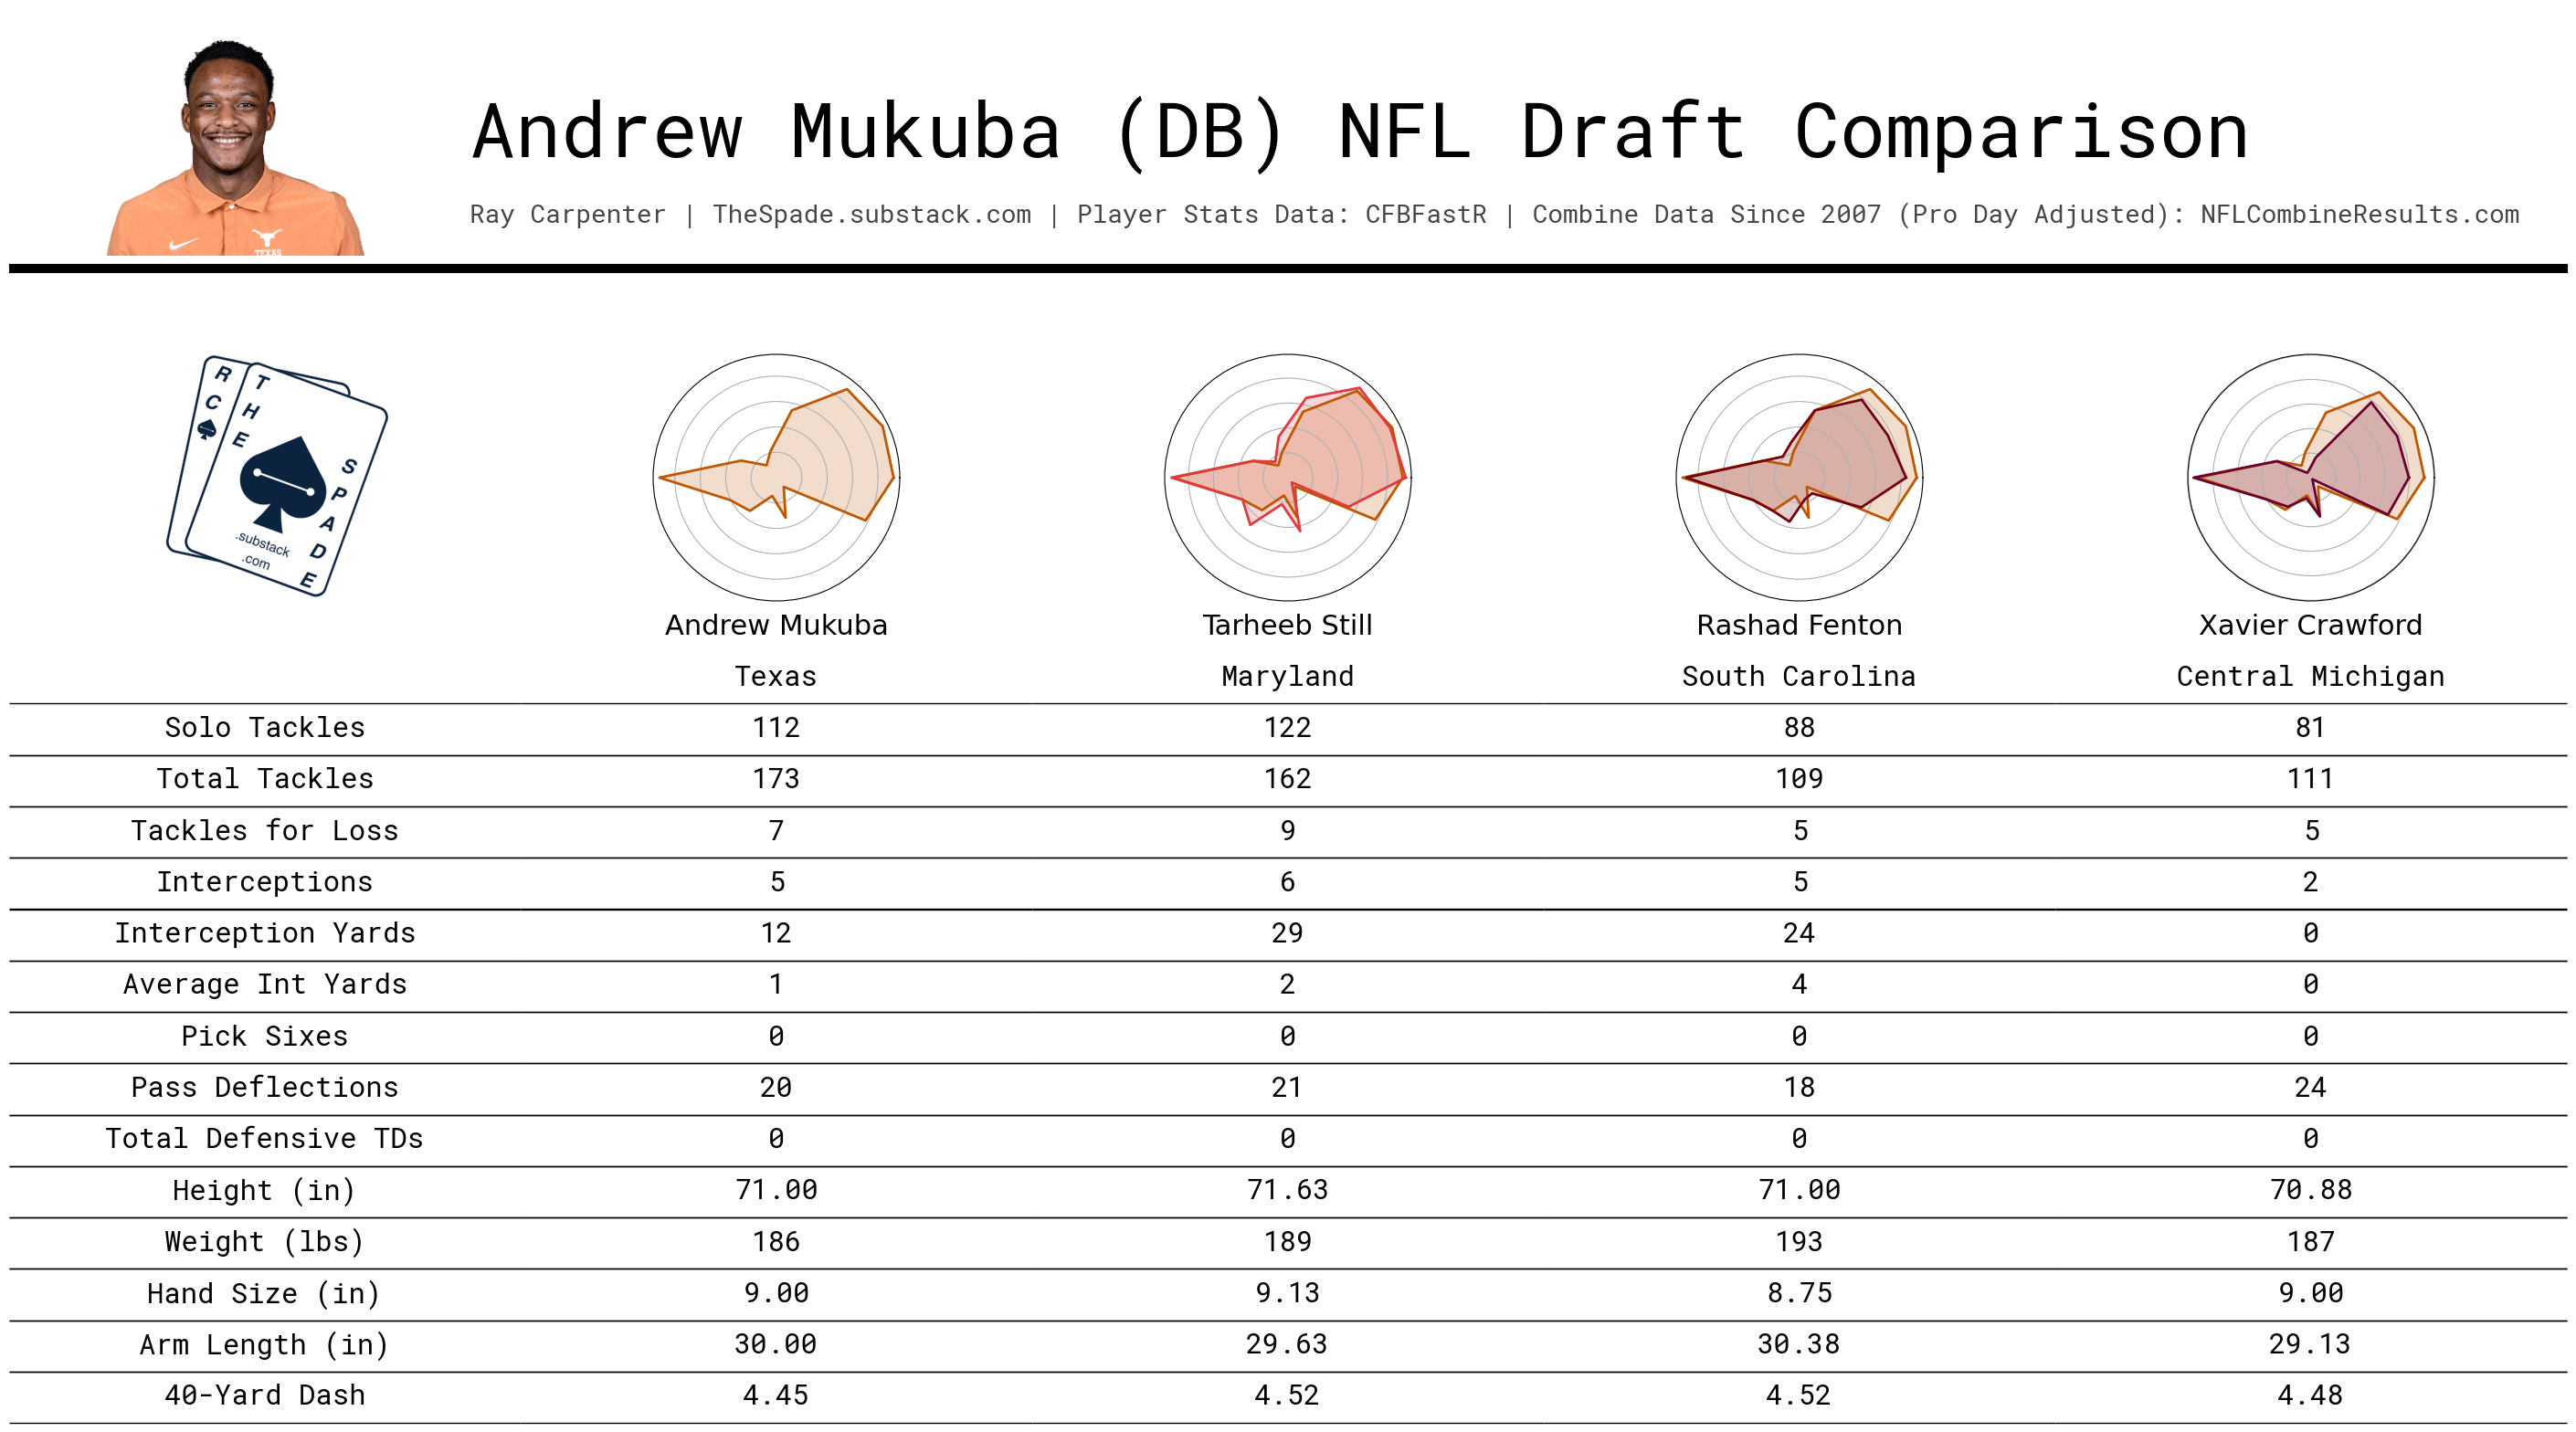 Andrew Mukuba (DB) NFL Draft Comparison
Ray Carpenter | TheSpade.substack.com | Player Stats Data: CFBFastR | Combine Data Since 2007 (Pro Day Adjusted): NFLCombineResults.com
TEXAS
R C
THE
SPADE
.substack
.com
Andrew Mukuba Tarheeb Still Rashad Fenton Xavier Crawford
Texas Maryland South Carolina Central Michigan
Solo Tackles 112 122 88 81
Total Tackles 173 162 109 111
Tackles for Loss 7 9 5 5
Interceptions 5 6 5 2
Interception Yards 12 29 24 0
Average Int Yards 1 2 4 0
Pick Sixes 0 0 0 0
Pass Deflections 20 21 18 24
Total Defensive TDs 0 0 0 0
Height (in) 71.00 71.63 71.00 70.88
Weight (lbs) 186 189 193 187
Hand Size (in) 9.00 9.13 8.75 9.00
Arm Length (in) 30.00 29.63 30.38 29.13
40-Yard Dash 4.45 4.52 4.52 4.48